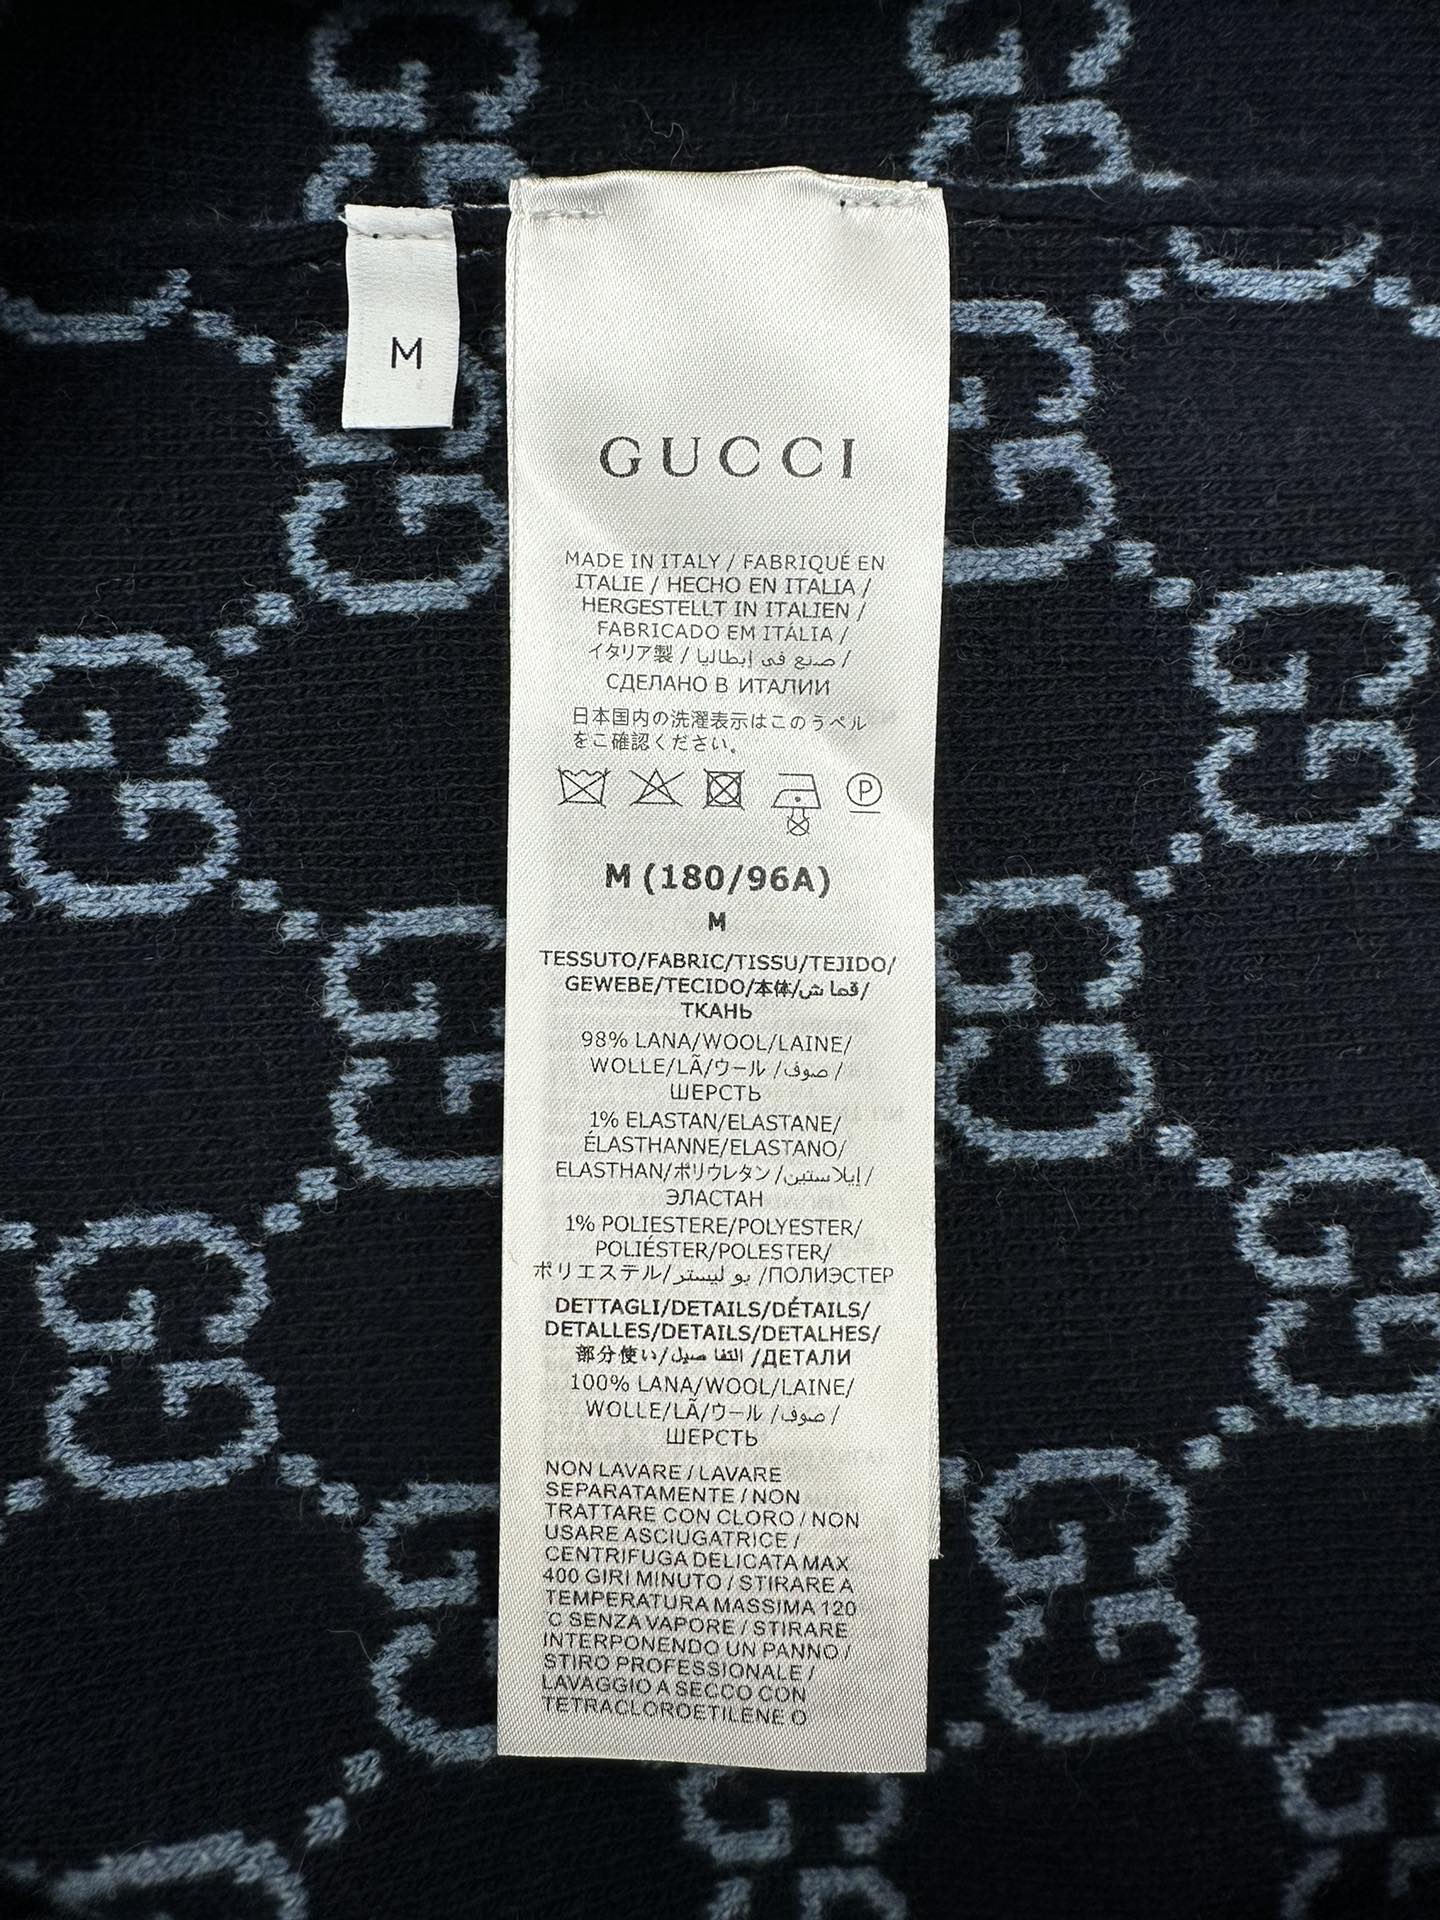 M
GUCCI
MADE IN ITALY / FABRIQUÉ EN
ITALIE / HECHO EN ITALIA /
HERGESTELLT IN ITALIEN /
FABRICADO EM ITÁLIA /
イタリア製 / صنع في إيطاليا /
СДЕЛАНО В ИТАЛИИ
日本国内の洗濯表示はこのラベル
をご確認ください。
P
M (180/96A)
M
TESSUTO/FABRIC/TISSU/TEJIDO/
GEWEBE/TECIDO/本体/قماش/
ТКАНЬ
98% LANA/WOOL/LAINE/
WOLLE/LÃ/ウール /صوف /
ШЕРСТЬ
1% ELASTAN/ELASTANE/
ÉLASTHANNE/ELASTANO/
ELASTHAN/ポリウレタン /إيلاستين/
ЭЛАСТАН
1% POLIESTERE/POLYESTER/
POLIÉSTER/POLESTER/
ポリエステル/بو ليستر /ПОЛИЭСТЕР
DETTAGLI/DETAILS/DÉTAILS/
DETALLES/DETAILS/DETALHES/
部分使い/التفا صيل /ДЕТАЛИ
100% LANA/WOOL/LAINE/
WOLLE/LÃ/ウール /صوف /
ШЕРСТЬ
NON LAVARE / LAVARE
SEPARATAMENTE / NON
TRATTARE CON CLORO / NON
USARE ASCIUGATRICE /
CENTRIFUGA DELICATA MAX
400 GIRI MINUTO / STIRARE A
TEMPERATURA MASSIMA 120
°C SENZA VAPORE / STIRARE
INTERPONENDO UN PANNO /
STIRO PROFESSIONALE /
LAVAGGIO A SECCO CON
TETRACLOROETILENE O